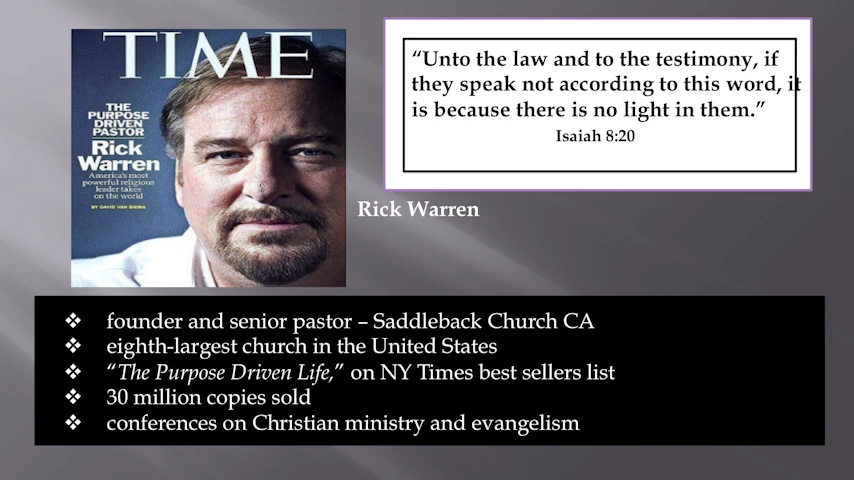 TIME
THE
PURPOSE
DRIVEN
PASTOR
Rick
Warren
America's most
powerful religious
leader takes
on the world
BY DAVID VAN BIEMA
“Unto the law and to the testimony, if
they speak not according to this word, it
is because there is no light in them.”
Isaiah 8:20
Rick Warren
❖ founder and senior pastor – Saddleback Church CA
❖ eighth-largest church in the United States
❖ “The Purpose Driven Life,” on NY Times best sellers list
❖ 30 million copies sold
❖ conferences on Christian ministry and evangelism